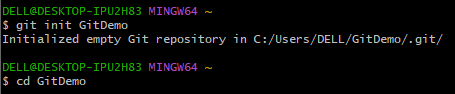 DELL@DESKTOP-IPU2H83 MINGW64 ~
$ git init GitDemo
Initialized empty Git repository in C:/Users/DELL/GitDemo/.git/
DELL@DESKTOP-IPU2H83 MINGW64 ~
$ cd GitDemo